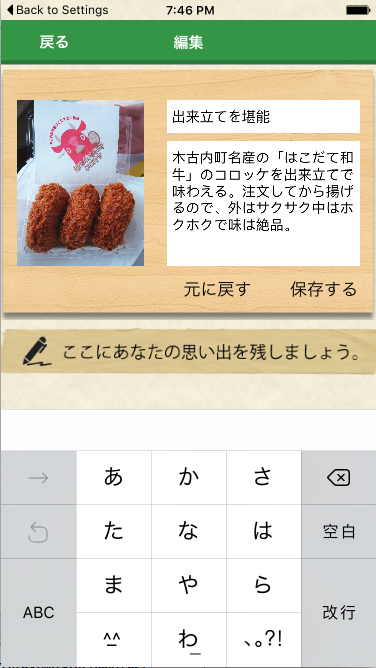 Back to Settings
7:46 PM
戻る
編集
出来立てを堪能
木古内町名産の「はこだて和
牛」のコロッケを出来立てで
味わえる。注文してから揚げ
るので、外はサクサク中はホ
クホクで味は絶品。
元に戻す
保存する
ここにあなたの思い出を残しましょう。
→
あ
か
さ
た
な
は
空白
ま
や
ら
ABC
^^
わ
、。?!
改行